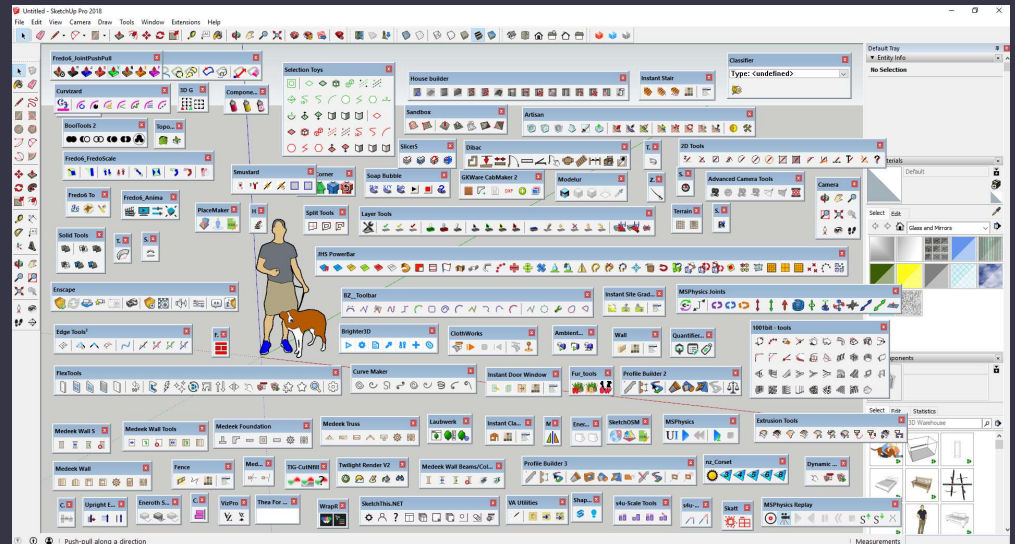 Untitled - SketchUp Pro 2018
File Edit View Camera Draw Tools Window Extensions Help
Default Tray
Entity Info
No Selection
Fredo6_JointPushPull
Selection Toys
Classifier
Type: <undefined>
House builder
Instant Stair
Curvizard
3D G
Compone...
Sandbox
Artisan
BoolTools 2
Topo...
Slicer5
Dibac
T.
2D Tools
Fredo6_FredoScale
Smustard
orner
Soap Bubble
GKWare CabMaker 2
Modelur
Z.
S.
Advanced Camera Tools
Camera
Materials
Default
Fredo6 To
Fredo6_Anima
PlaceMaker
H
Split Tools
Layer Tools
Terrain
S.
Select Edit
Glass and Mirrors
Solid Tools
T.
S.
JHS PowerBar
Enscape
BZ__Toolbar
Instant Site Grad...
MSPhysics Joints
Edge Tools²
F.
Brighter3D
ClothWorks
Ambient...
Wall
Quantifier...
1001bit - tools
Components
FlexTools
Curve Maker
Instant Door Window
Fur_tools
Profile Builder 2
Select Edit Statistics
3D Warehouse
Medeek Wall S
Medeek Wall Tools
Medeek Foundation
Medeek Truss
Laubwerk
Instant Cla...
M
Ener...
SketchOSM
MSPhysics
UI
Extrusion Tools
Medeek Wall
Fence
Med...
TIG-CutNfill
Twilight Render V2
Medeek Wall Beams/Col...
Profile Builder 3
nz_Corset
Dynamic ...
C.
Upright E...
Eneroth S...
C.
VizPro
Thea For ...
WrapR
SketchThis.NET
VA Utilities
Shap...
s4u-Scale Tools
s4u-...
Skatt
MSPhysics Replay
Push-pull along a direction
Measurements